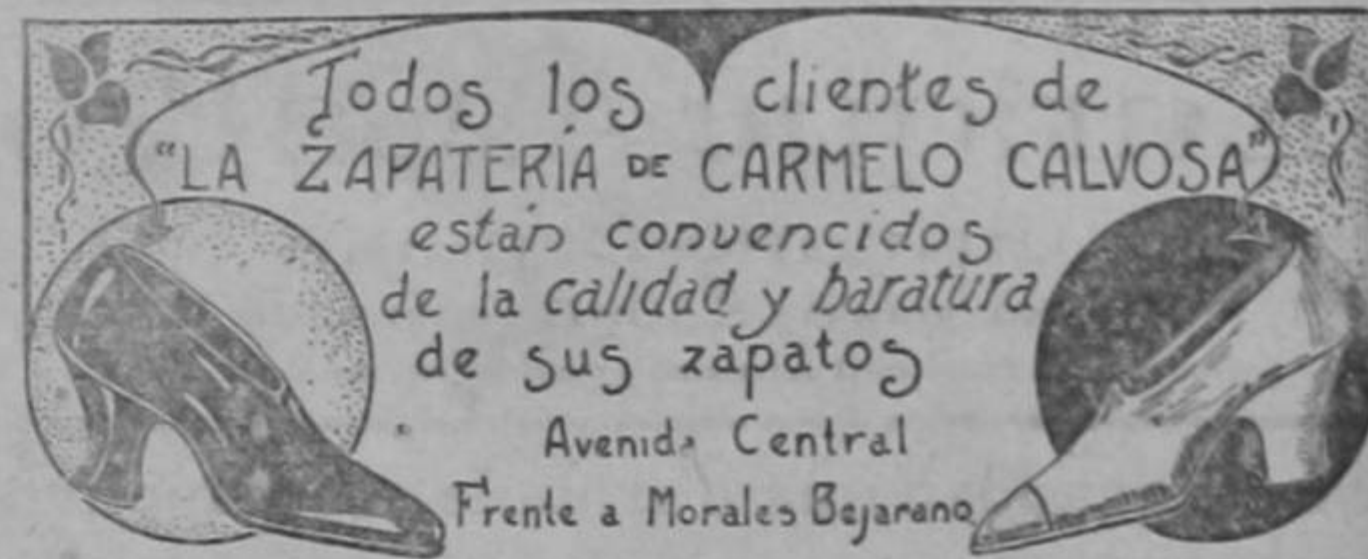 Todos los clientes de
"LA ZAPATERÍA DE CARMELO CALVOSA"
están convencidos
de la calidad y baratura
de sus zapatos
Avenida Central
Frente a Morales Bejarano